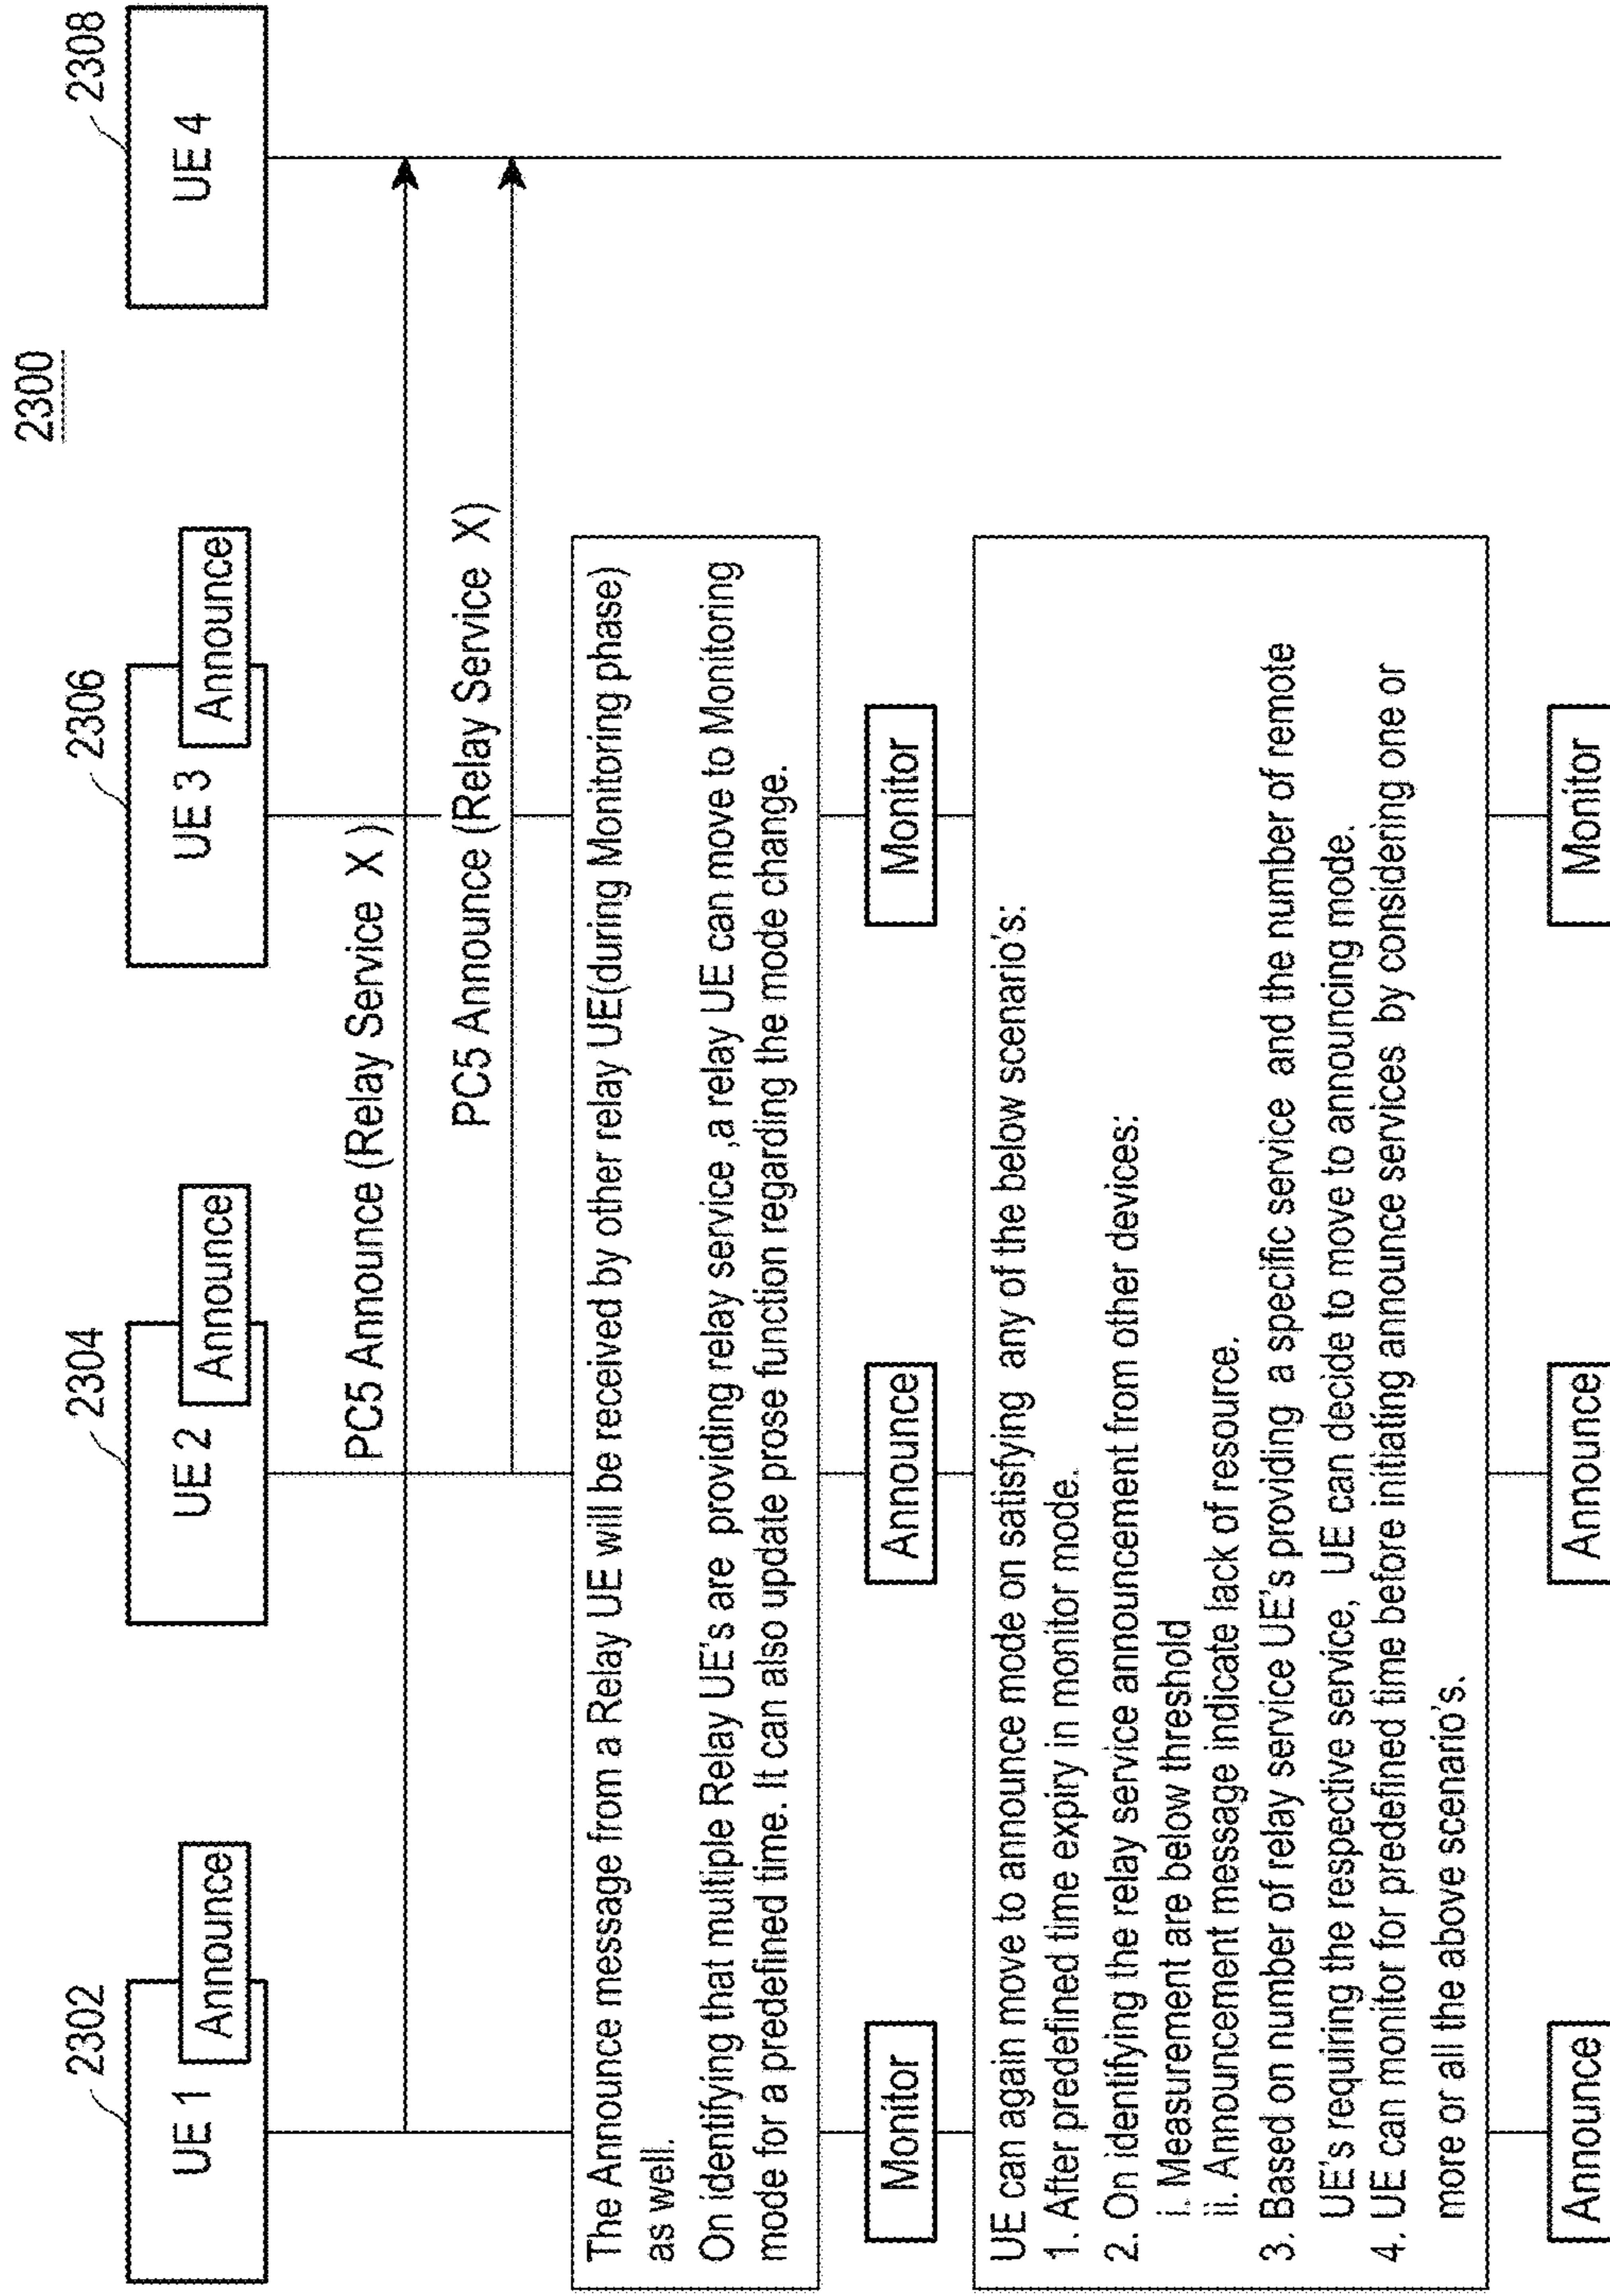 2300
2302
2304
2306
2308
UE 1
Announce
UE 2
Announce
UE 3
Announce
UE 4
PC5 Announce (Relay Service X )
PC5 Announce (Relay Service X)
The Announce message from a Relay UE will be received by other relay UE(during Monitoring phase)
as well.
On identifying that multiple Relay UE's are providing relay service ,a relay UE can move to Monitoring
mode for a predefined time. It can also update prose function regarding the mode change.
Monitor
Announce
Monitor
UE can again move to announce mode on satisfying any of the below scenario's:
1. After predefined time expiry in monitor mode.
2. On identifying the relay service announcement from other devices:
i. Measurement are below threshold
ii. Announcement message indicate lack of resource.
3. Based on number of relay service UE's providing a specific service and the number of remote
UE's requiring the respective service, UE can decide to move to announcing mode.
4. UE can monitor for predefined time before initiating announce services by considering one or
more or all the above scenario's.
Announce
Announce
Monitor